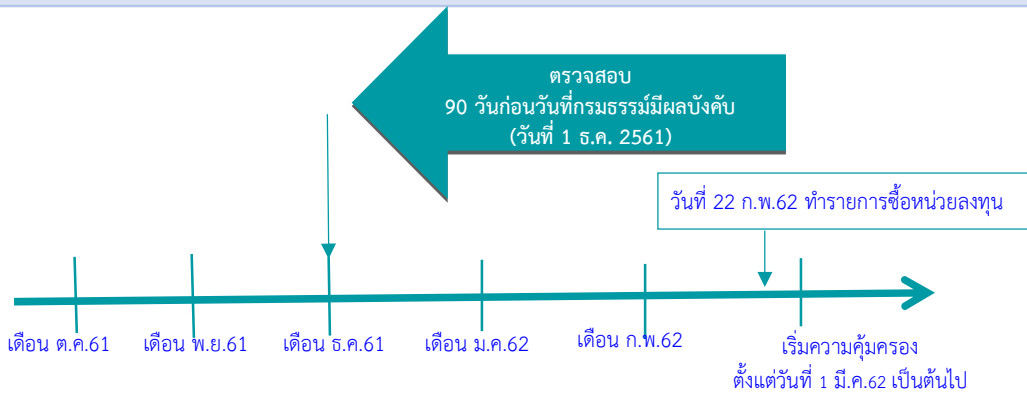 ตรวจสอบ
90 วันก่อนวันที่กรมธรรม์มีผลบังคับ
(วันที่ 1 ธ.ค. 2561)
วันที่ 22 ก.พ.62 ทำรายการซื้อหน่วยลงทุน
เดือน ต.ค.61 เดือน พ.ย.61 เดือน ธ.ค.61 เดือน ม.ค.62 เดือน ก.พ.62 เริ่มความคุ้มครอง
ตั้งแต่วันที่ 1 มี.ค.62 เป็นต้นไป